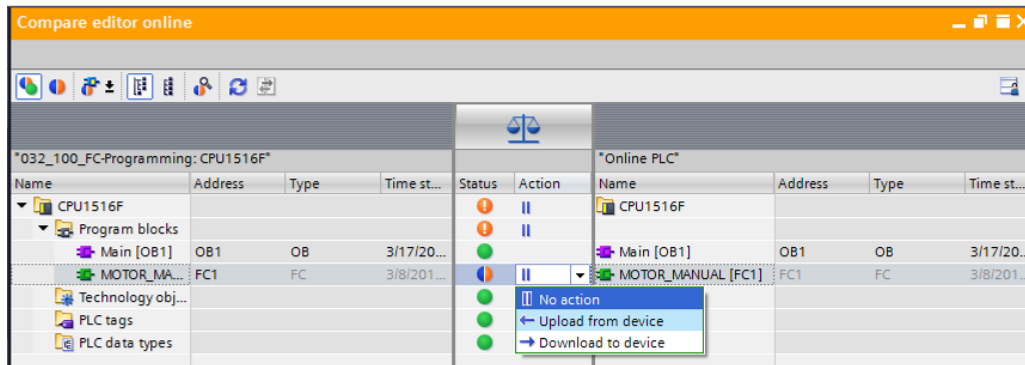 Compare editor online
"032_100_FC-Programming: CPU1516F" "Online PLC"
Name Address Type Time st... Status Action Name Address Type Time st...
CPU1516F CPU1516F
Program blocks
Main [OB1] OB1 OB 3/17/20... Main [OB1] OB1 OB 3/17/20...
MOTOR_MA... FC1 FC 3/8/201... MOTOR_MANUAL [FC1] FC1 FC 3/8/201...
Technology obj... No action
PLC tags Upload from device
PLC data types Download to device